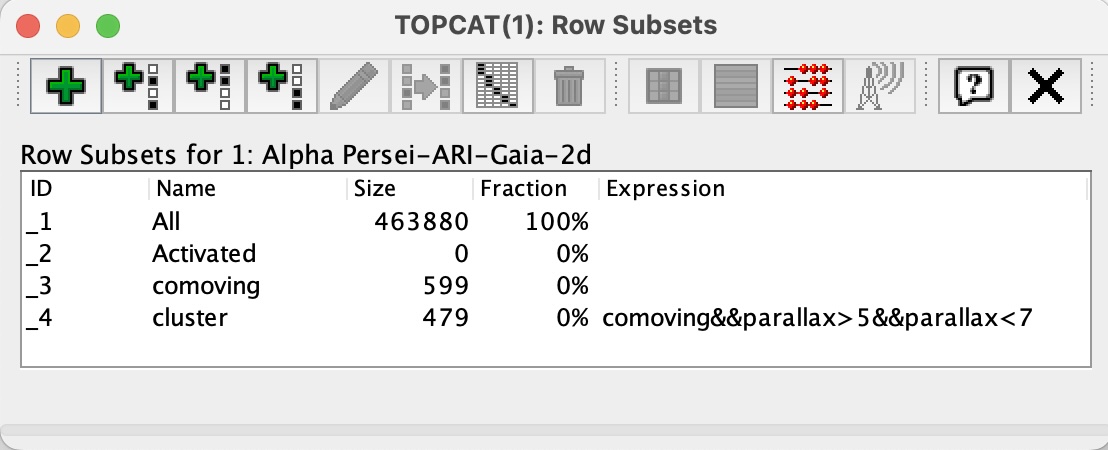 TOPCAT(1): Row Subsets
Row Subsets for 1: Alpha Persei-ARI-Gaia-2d
ID Name Size Fraction Expression
_1 All 463880 100%
_2 Activated 0 0%
_3 comoving 599 0%
_4 cluster 479 0% comoving&&parallax>5&&parallax<7